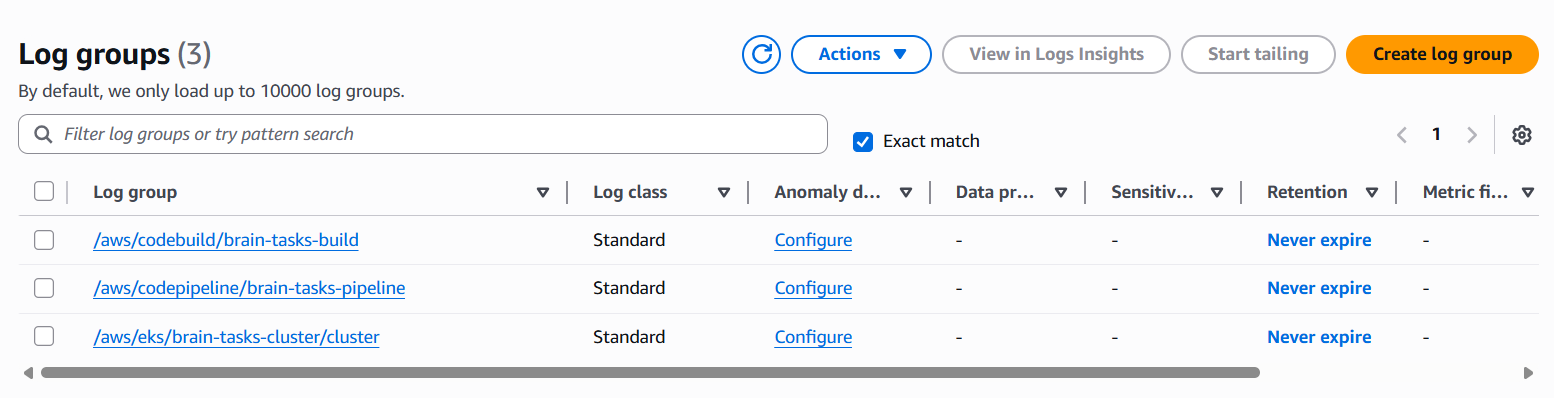 Log groups (3)
Actions
View in Logs Insights
Start tailing
Create log group
By default, we only load up to 10000 log groups.
Filter log groups or try pattern search
Exact match
1
Log group Log class Anomaly d... Data pr... Sensitiv... Retention Metric fi...
/aws/codebuild/brain-tasks-build Standard Configure - - Never expire -
/aws/codepipeline/brain-tasks-pipeline Standard Configure - - Never expire -
/aws/eks/brain-tasks-cluster/cluster Standard Configure - - Never expire -